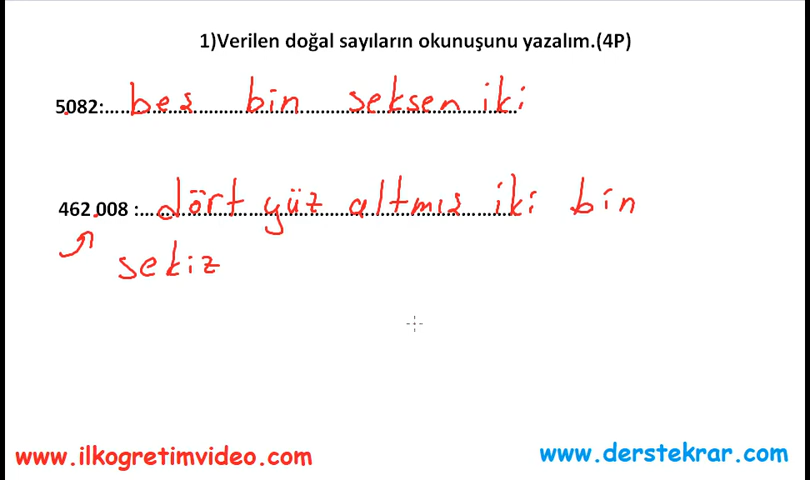 1)Verilen doğal sayıların okunuşunu yazalım.(4P)
5082:.... beş bin seksen iki
462.008 :.... dört yüz altmış iki bin
sekiz
www.ilkogretimvideo.com
www.derstekrar.com